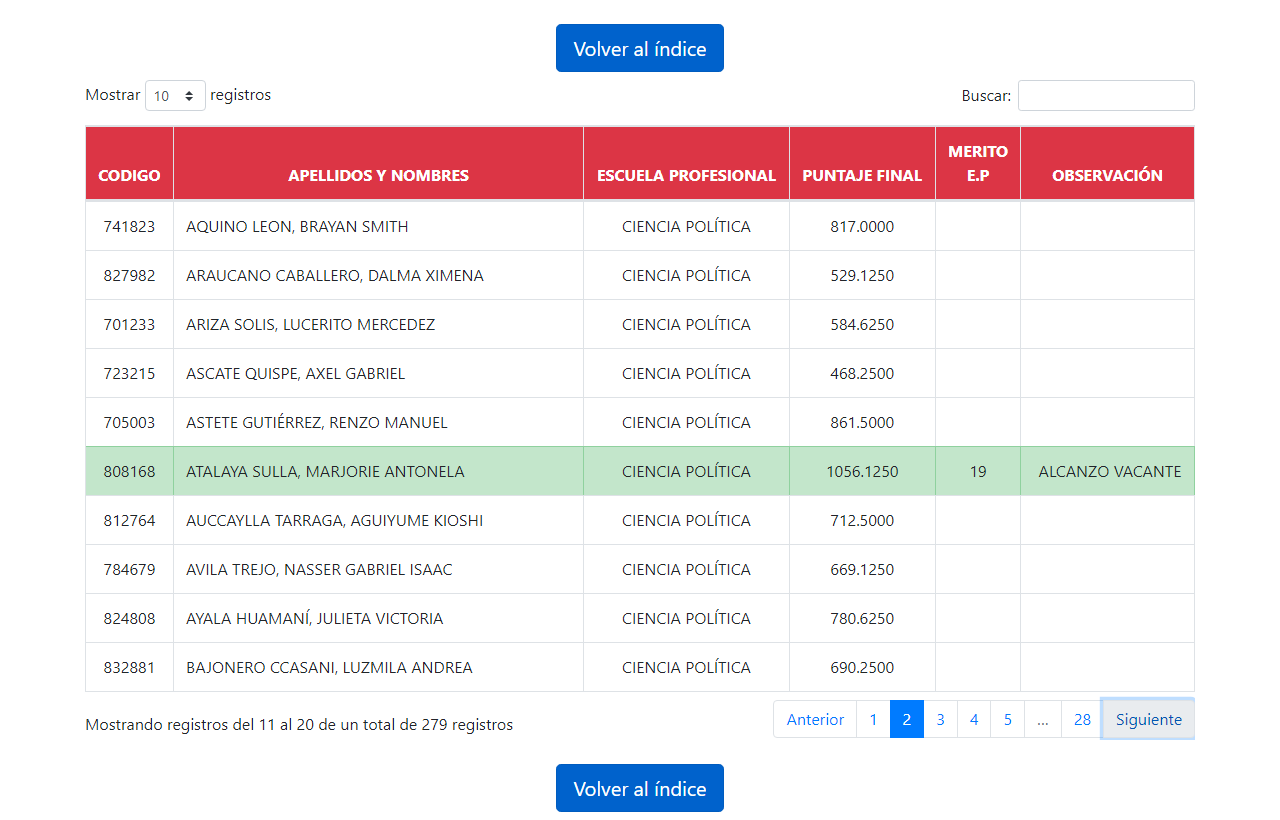 Volver al índice
Mostrar 10 registros
Buscar:
CODIGO APELLIDOS Y NOMBRES ESCUELA PROFESIONAL PUNTAJE FINAL MERITO E.P OBSERVACIÓN
741823 AQUINO LEON, BRAYAN SMITH CIENCIA POLÍTICA 817.0000
827982 ARAUCANO CABALLERO, DALMA XIMENA CIENCIA POLÍTICA 529.1250
701233 ARIZA SOLIS, LUCERITO MERCEDEZ CIENCIA POLÍTICA 584.6250
723215 ASCATE QUISPE, AXEL GABRIEL CIENCIA POLÍTICA 468.2500
705003 ASTETE GUTIÉRREZ, RENZO MANUEL CIENCIA POLÍTICA 861.5000
808168 ATALAYA SULLA, MARJORIE ANTONELA CIENCIA POLÍTICA 1056.1250 19 ALCANZO VACANTE
812764 AUCCAYLLA TARRAGA, AGUIYUME KIOSHI CIENCIA POLÍTICA 712.5000
784679 AVILA TREJO, NASSER GABRIEL ISAAC CIENCIA POLÍTICA 669.1250
824808 AYALA HUAMANÍ, JULIETA VICTORIA CIENCIA POLÍTICA 780.6250
832881 BAJONERO CCASANI, LUZMILA ANDREA CIENCIA POLÍTICA 690.2500
Mostrando registros del 11 al 20 de un total de 279 registros
Anterior 1 2 3 4 5 ... 28 Siguiente
Volver al índice